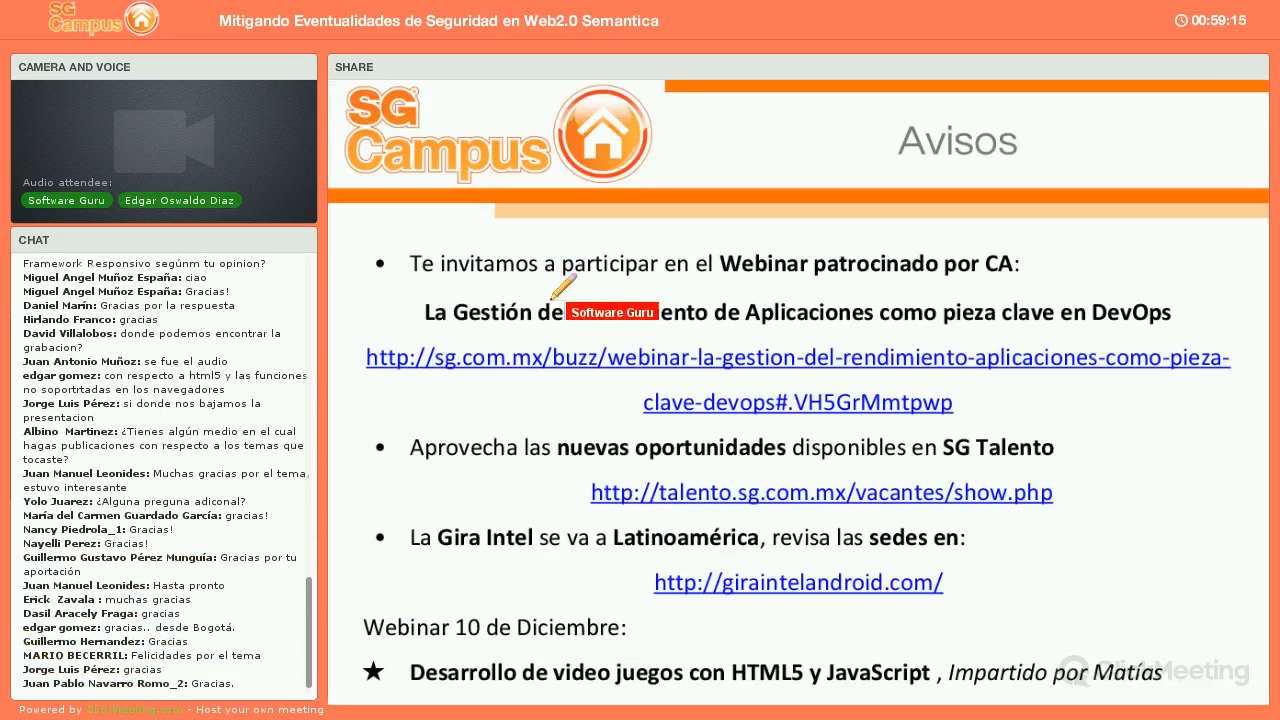 SG Campus
Mitigando Eventualidades de Seguridad en Web2.0 Semantica
00:59:15
CAMERA AND VOICE
Audio attendee:
Software Guru
Edgar Oswaldo Diaz
CHAT
Framework Responsivo segúnm tu opinion?
Miguel Angel Muñoz España: ciao
Miguel Angel Muñoz España: Gracias!
Daniel Marín: Gracias por la respuesta
Hirlando Franco: gracias
David Villalobos: donde podemos encontrar la
grabacion?
Juan Antonio Muñoz: se fue el audio
edgar gomez: con respecto a html5 y las funciones
no soportrtadas en los navegadores
Jorge Luis Pérez: si donde nos bajamos la
presentacion
Albino Martinez: ¿Tienes algún medio en el cual
hagas publicaciones con respecto a los temas que
tocaste?
Juan Manuel Leonides: Muchas gracias por el tema,
estuvo interesante
Yolo Juarez: ¿Alguna preguna adiconal?
María del Carmen Guardado García: gracias!
Nancy Piedrola_1: Gracias!
Nayelli Perez: Gracias!
Guillermo Gustavo Pérez Munguía: Gracias por tu
aportación
Juan Manuel Leonides: Hasta pronto
Erick Zavala : muchas gracias
Dasil Aracely Fraga: gracias
edgar gomez: gracias.. desde Bogotá.
Guillermo Hernandez: Gracias
MARIO BECERRIL: Felicidades por el tema
Jorge Luis Pérez: gracias
Juan Pablo Navarro Romo_2: Gracias.
Powered by ClickMeeting.com - Host your own meeting
SHARE
SG Campus
Avisos
• Te invitamos a participar en el Webinar patrocinado por CA:
La Gestión de Software Guru ento de Aplicaciones como pieza clave en DevOps
http://sg.com.mx/buzz/webinar-la-gestion-del-rendimiento-aplicaciones-como-pieza-
clave-devops#.VH5GrMmtpwp
• Aprovecha las nuevas oportunidades disponibles en SG Talento
http://talento.sg.com.mx/vacantes/show.php
• La Gira Intel se va a Latinoamérica, revisa las sedes en:
http://giraintelandroid.com/
Webinar 10 de Diciembre:
★ Desarrollo de video juegos con HTML5 y JavaScript , Impartido por Matías
ClickMeeting